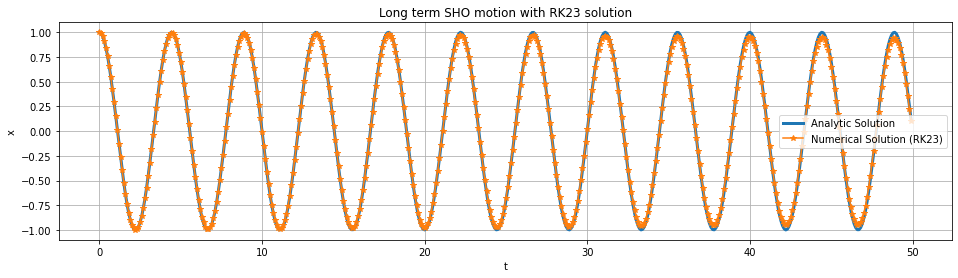 Long term SHO motion with RK23 solution
1.00
0.75
0.50
0.25
0.00
−0.25
−0.50
−0.75
−1.00
x
Analytic Solution
Numerical Solution (RK23)
0 10 20 30 40 50
t